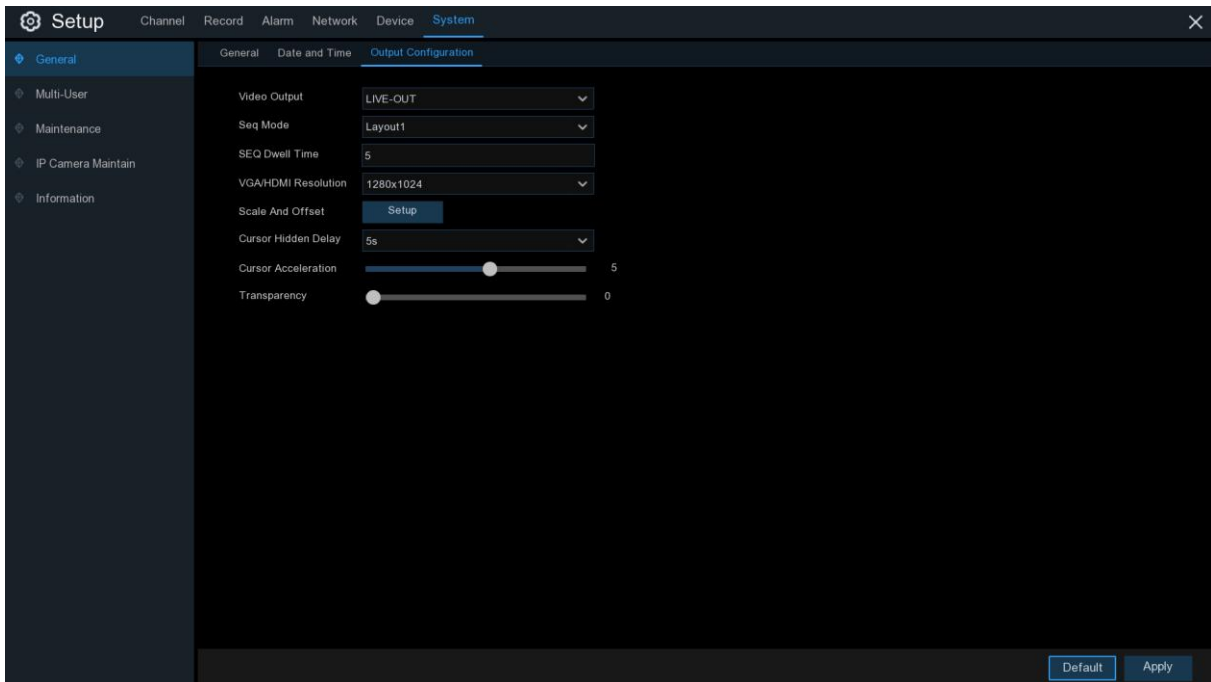 Setup Channel Record Alarm Network Device System
General
Multi-User
Maintenance
IP Camera Maintain
Information
General Date and Time Output Configuration
Video Output LIVE-OUT
Seq Mode Layout1
SEQ Dwell Time 5
VGA/HDMI Resolution 1280x1024
Scale And Offset Setup
Cursor Hidden Delay 5s
Cursor Acceleration 5
Transparency 0
Default Apply